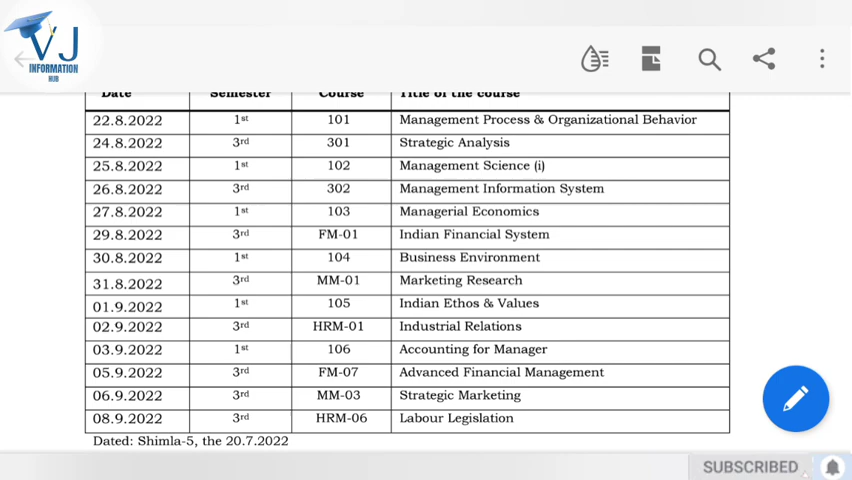 VJ
INFORMATION
HUB
Date Semester Course Title of the course
22.8.2022 1st 101 Management Process & Organizational Behavior
24.8.2022 3rd 301 Strategic Analysis
25.8.2022 1st 102 Management Science (i)
26.8.2022 3rd 302 Management Information System
27.8.2022 1st 103 Managerial Economics
29.8.2022 3rd FM-01 Indian Financial System
30.8.2022 1st 104 Business Environment
31.8.2022 3rd MM-01 Marketing Research
01.9.2022 1st 105 Indian Ethos & Values
02.9.2022 3rd HRM-01 Industrial Relations
03.9.2022 1st 106 Accounting for Manager
05.9.2022 3rd FM-07 Advanced Financial Management
06.9.2022 3rd MM-03 Strategic Marketing
08.9.2022 3rd HRM-06 Labour Legislation
Dated: Shimla-5, the 20.7.2022
SUBSCRIBED